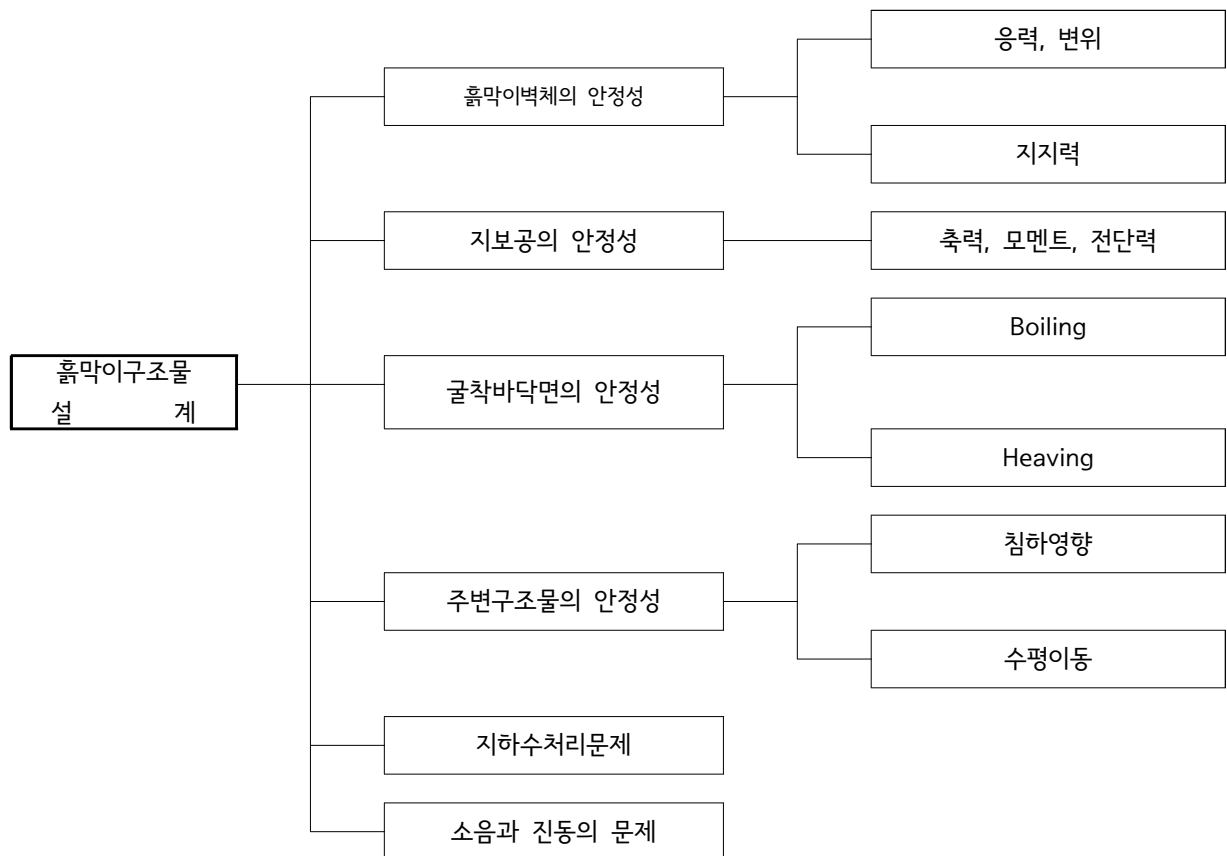 흙막이구조물
설 계
흙막이벽체의 안정성
응력, 변위
지지력
지보공의 안정성
축력, 모멘트, 전단력
굴착바닥면의 안정성
Boiling
Heaving
주변구조물의 안정성
침하영향
수평이동
지하수처리문제
소음과 진동의 문제